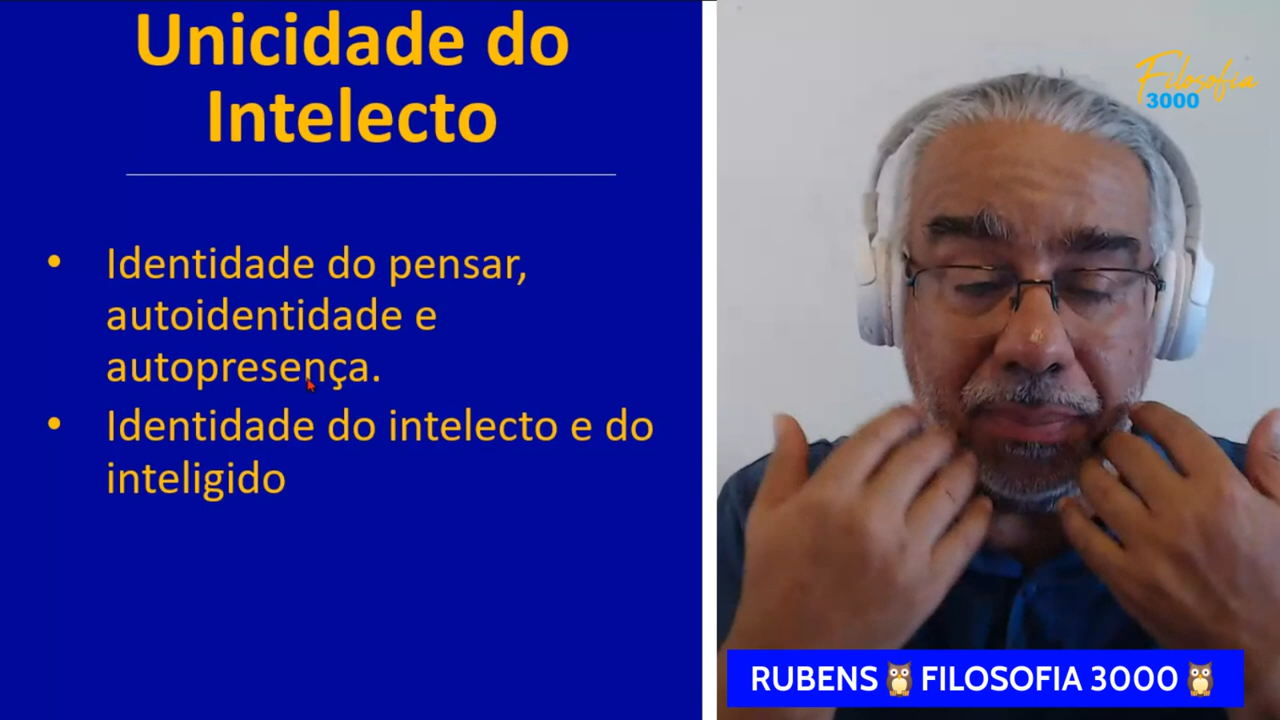 Unicidade do
Intelecto
• Identidade do pensar,
autoidentidade e
autopresença.
• Identidade do intelecto e do
inteligido
Filosofia
3000
RUBENS🦉FILOSOFIA 3000🦉